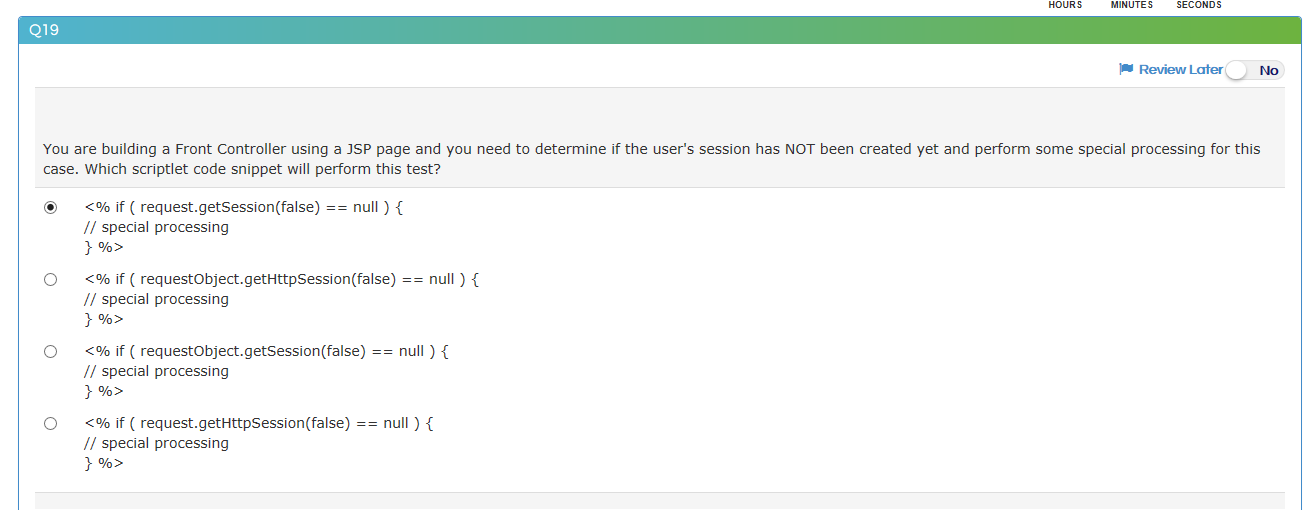 HOURS MINUTES SECONDS
Q19
Review Later No
You are building a Front Controller using a JSP page and you need to determine if the user's session has NOT been created yet and perform some special processing for this
case. Which scriptlet code snippet will perform this test?
<% if ( request.getSession(false) == null ) {
// special processing
} %>
<% if ( requestObject.getHttpSession(false) == null ) {
// special processing
} %>
<% if ( requestObject.getSession(false) == null ) {
// special processing
} %>
<% if ( request.getHttpSession(false) == null ) {
// special processing
} %>